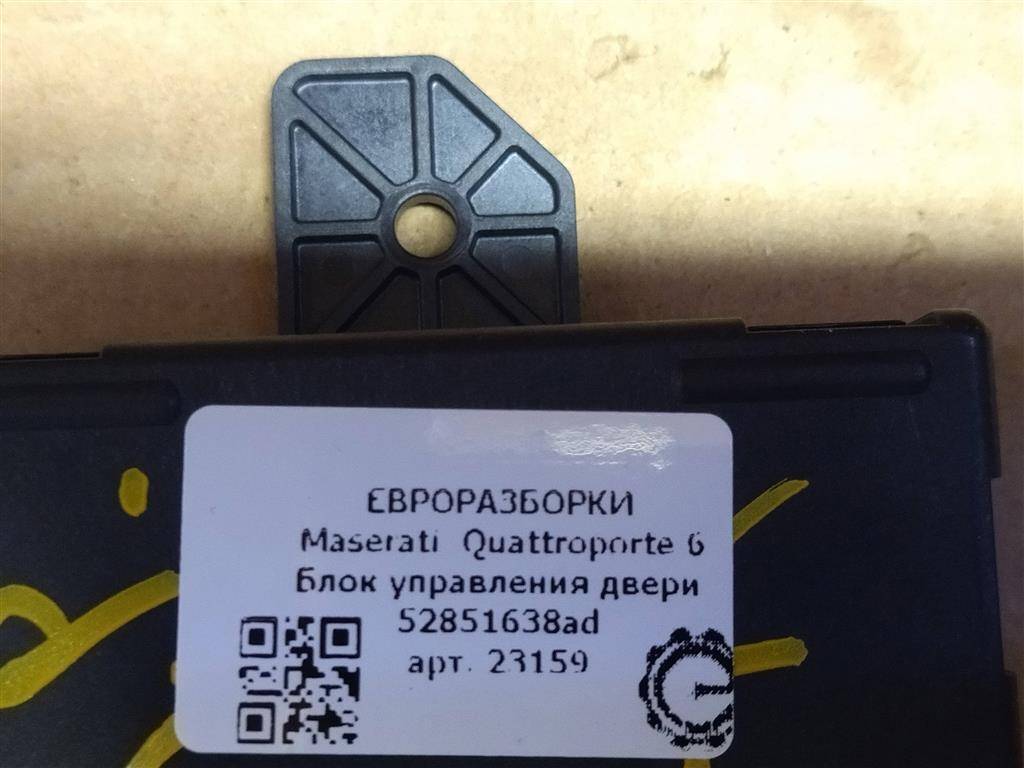 ЕВРОРАЗБОРКИ
Maserati Quattroporte 6
Блок управления двери
52851638ad
арт. 23159